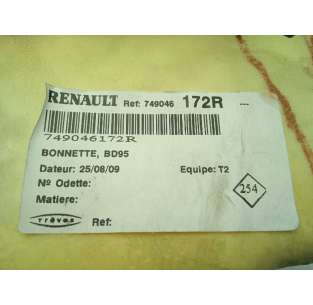 RENAULT Ref: 749046 172R ---
749046172R
BONNETTE, BD95
Dateur: 25/08/09 Equipe: T2
Nº Odette:
254
Matiere:
trèves Ref: